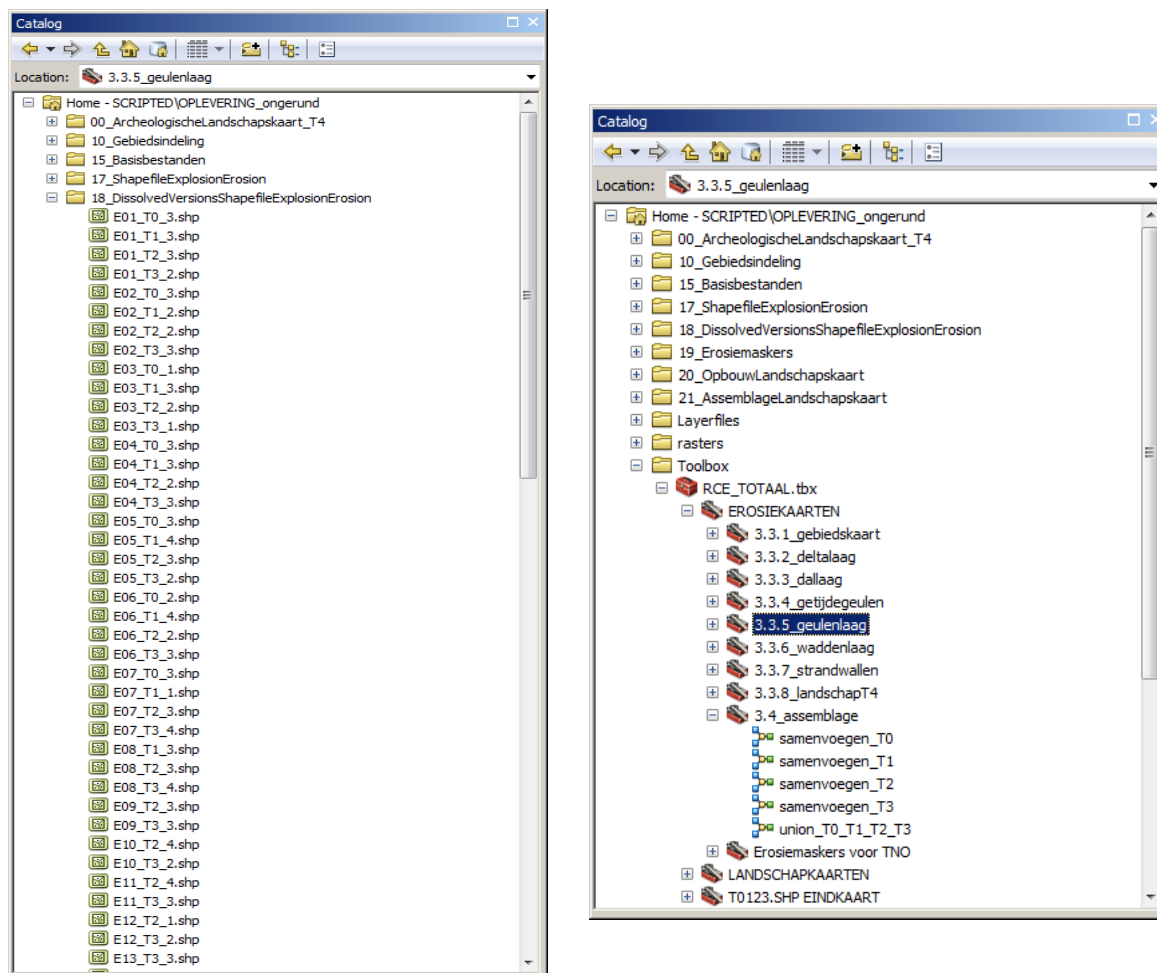 Catalog
Location: 3.3.5_geulenlaag
Home - SCRIPTED\OPLEVERING_ongerund
00_ArcheologischeLandschapskaart_T4
10_Gebiedsindeling
15_Basisbestanden
17_ShapefileExplosionErosion
18_DissolvedVersionsShapefileExplosionErosion
E01_T0_3.shp
E01_T1_3.shp
E01_T2_3.shp
E01_T3_2.shp
E02_T0_3.shp
E02_T1_2.shp
E02_T2_2.shp
E02_T3_3.shp
E03_T0_1.shp
E03_T1_3.shp
E03_T2_2.shp
E03_T3_1.shp
E04_T0_3.shp
E04_T1_3.shp
E04_T2_2.shp
E04_T3_3.shp
E05_T0_3.shp
E05_T1_4.shp
E05_T2_3.shp
E05_T3_2.shp
E06_T0_2.shp
E06_T1_4.shp
E06_T2_2.shp
E06_T3_3.shp
E07_T0_3.shp
E07_T1_1.shp
E07_T2_3.shp
E07_T3_4.shp
E08_T1_3.shp
E08_T2_3.shp
E08_T3_4.shp
E09_T2_3.shp
E09_T3_3.shp
E10_T2_4.shp
E10_T3_2.shp
E11_T2_4.shp
E11_T3_3.shp
E12_T2_1.shp
E12_T3_2.shp
E13_T3_3.shp
Catalog
Location: 3.3.5_geulenlaag
Home - SCRIPTED\OPLEVERING_ongerund
00_ArcheologischeLandschapskaart_T4
10_Gebiedsindeling
15_Basisbestanden
17_ShapefileExplosionErosion
18_DissolvedVersionsShapefileExplosionErosion
19_Erosiemaskers
20_OpbouwLandschapskaart
21_AssemblageLandschapskaart
Layerfiles
rasters
Toolbox
RCE_TOTAAL.tbx
EROSIEKAARTEN
3.3.1_gebiedskaart
3.3.2_deltalaag
3.3.3_dallaag
3.3.4_getijdegeulen
3.3.5_geulenlaag
3.3.6_waddenlaag
3.3.7_strandwallen
3.3.8_landschapT4
3.4_assemblage
samenvoegen_T0
samenvoegen_T1
samenvoegen_T2
samenvoegen_T3
union_T0_T1_T2_T3
Erosiemaskers voor TNO
LANDSCHAPKAARTEN
T0123.SHP EINDKAART